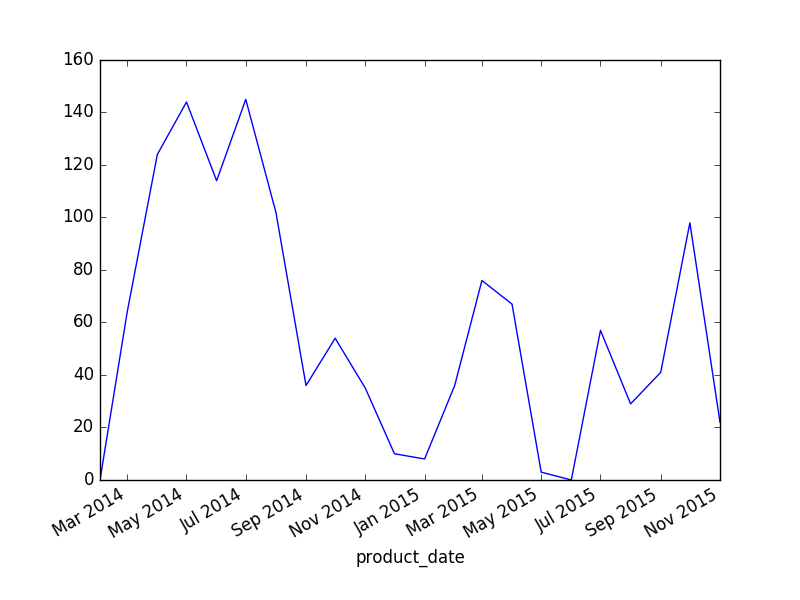 160
140
120
100
80
60
40
20
0
Mar 2014
May 2014
Jul 2014
Sep 2014
Nov 2014
Jan 2015
Mar 2015
May 2015
Jul 2015
Sep 2015
Nov 2015
product_date